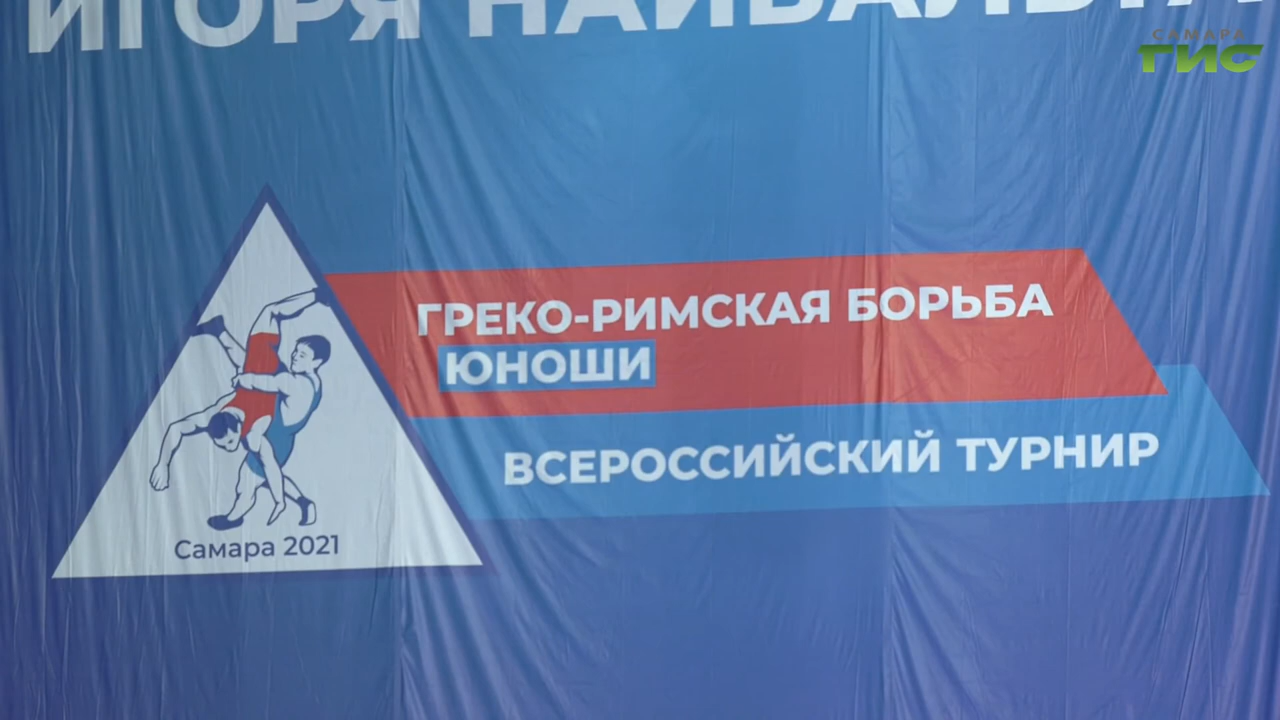 ИГОРЯ НАЙВАЛЬТА
САМАРА
ГИС
ГРЕКО-РИМСКАЯ БОРЬБА
ЮНОШИ
ВСЕРОССИЙСКИЙ ТУРНИР
Самара 2021